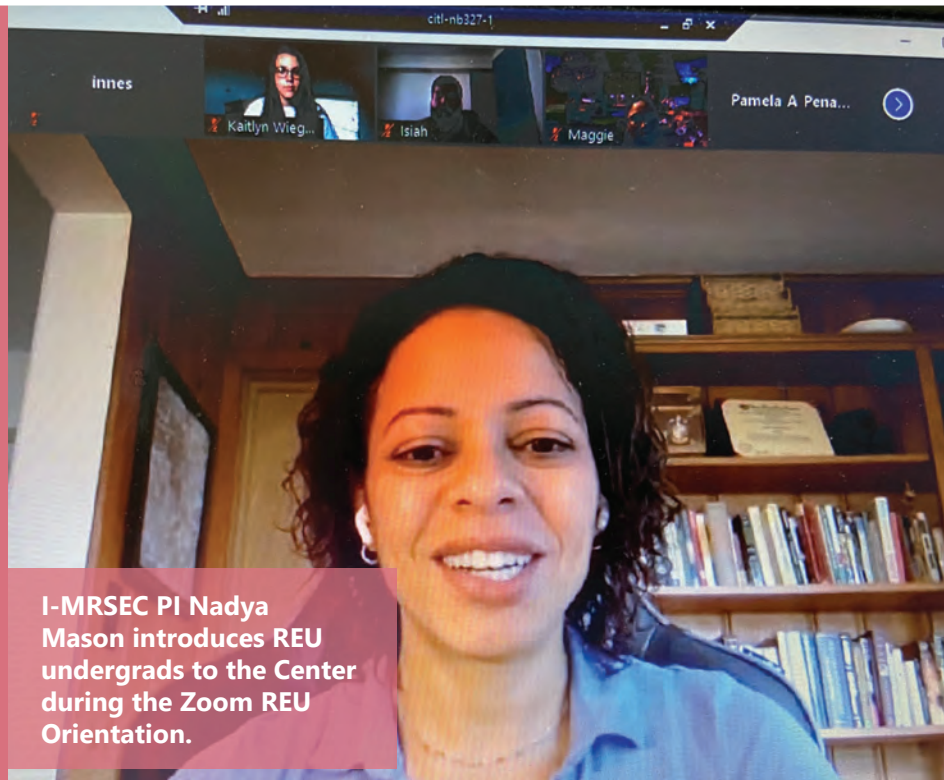 citl-nb327-1
innes
Kaitlyn Wieg...
Isiah
Maggie
Pamela A Pena...
I-MRSEC PI Nadya
Mason introduces REU
undergrads to the Center
during the Zoom REU
Orientation.